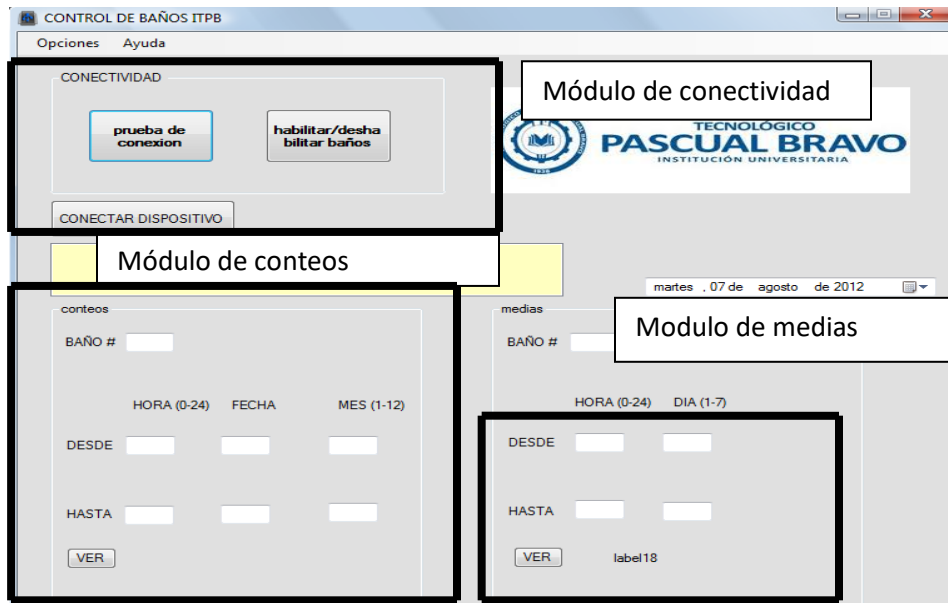 CONTROL DE BAÑOS ITPB
Opciones Ayuda
CONECTIVIDAD
Módulo de conectividad
prueba de
conexion
habilitar/desha
bilitar baños
TECNOLÓGICO
PASCUAL BRAVO
INSTITUCIÓN UNIVERSITARIA
1938
CONECTAR DISPOSITIVO
Módulo de conteos
martes , 07 de agosto de 2012
Modulo de medias
conteos
BAÑO #
HORA (0-24) FECHA MES (1-12)
DESDE
HASTA
VER
medias
BAÑO #
HORA (0-24) DIA (1-7)
DESDE
HASTA
VER label18